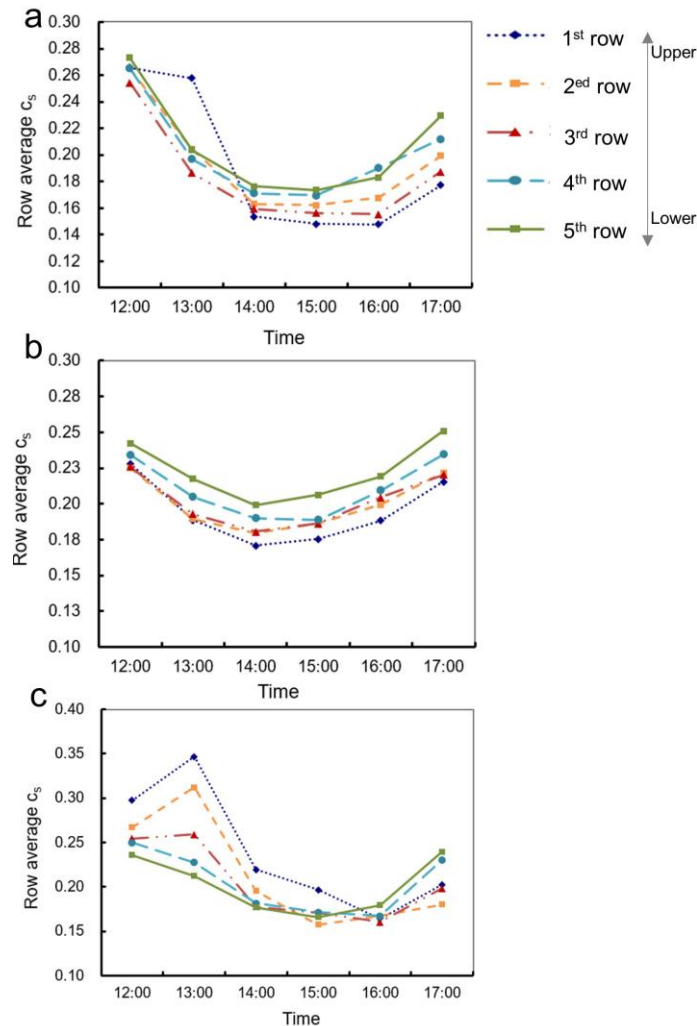 a
0.30
0.28
0.26
0.24
0.22
0.20
0.18
0.16
0.14
0.12
0.10
Row average cs
12:00 13:00 14:00 15:00 16:00 17:00
Time
1st row
2ed row
3rd row
4th row
5th row
Upper
Lower
b
0.30
0.28
0.25
0.23
0.20
0.18
0.15
0.13
0.10
Row average cs
12:00 13:00 14:00 15:00 16:00 17:00
Time
c
0.40
0.35
0.30
0.25
0.20
0.15
0.10
Row average cs
12:00 13:00 14:00 15:00 16:00 17:00
Time